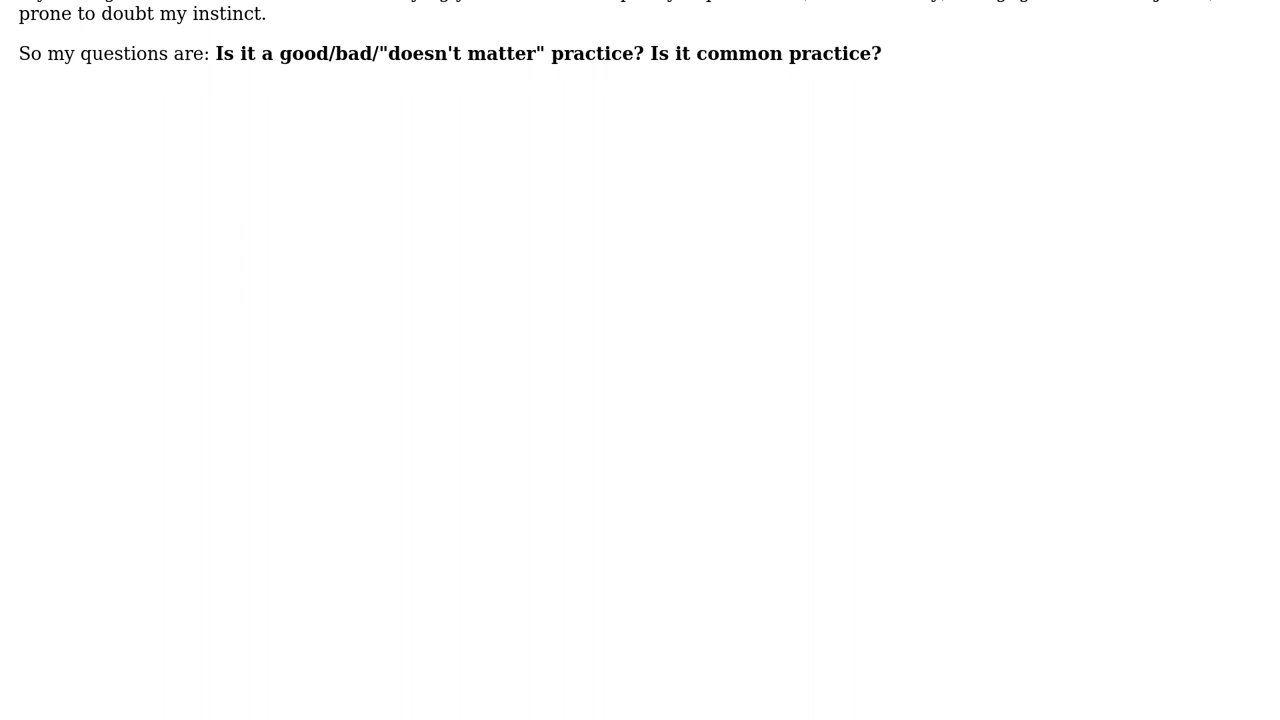 prone to doubt my instinct.
So my questions are: Is it a good/bad/"doesn't matter" practice? Is it common practice?